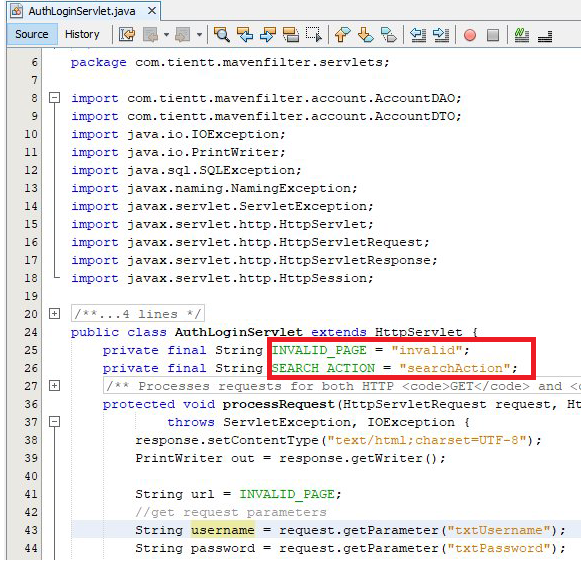 AuthLoginServlet.java
Source History
6 package com.tientt.mavenfilter.servlets;
7
8 import com.tientt.mavenfilter.account.AccountDAO;
9 import com.tientt.mavenfilter.account.AccountDTO;
10 import java.io.IOException;
11 import java.io.PrintWriter;
12 import java.sql.SQLException;
13 import javax.naming.NamingException;
14 import javax.servlet.ServletException;
15 import javax.servlet.http.HttpServlet;
16 import javax.servlet.http.HttpServletRequest;
17 import javax.servlet.http.HttpServletResponse;
18 import javax.servlet.http.HttpSession;
19
20 /**...4 lines */
24 public class AuthLoginServlet extends HttpServlet {
25 private final String INVALID_PAGE = "invalid";
26 private final String SEARCH_ACTION = "searchAction";
27 /** Processes requests for both HTTP <code>GET</code> and <c
36 protected void processRequest(HttpServletRequest request, Ht
37 throws ServletException, IOException {
38 response.setContentType("text/html;charset=UTF-8");
39 PrintWriter out = response.getWriter();
40
41 String url = INVALID_PAGE;
42 //get request parameters
43 String username = request.getParameter("txtUsername");
44 String password = request.getParameter("txtPassword");